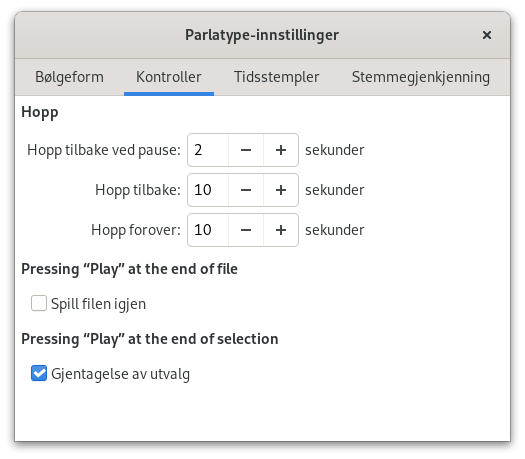 Parlatype-innstillinger
Bølgeform Kontroller Tidsstempler Stemmegjenkjenning
Hopp
Hopp tilbake ved pause: 2 − + sekunder
Hopp tilbake: 10 − + sekunder
Hopp forover: 10 − + sekunder
Pressing “Play” at the end of file
Spill filen igjen
Pressing “Play” at the end of selection
Gjentagelse av utvalg